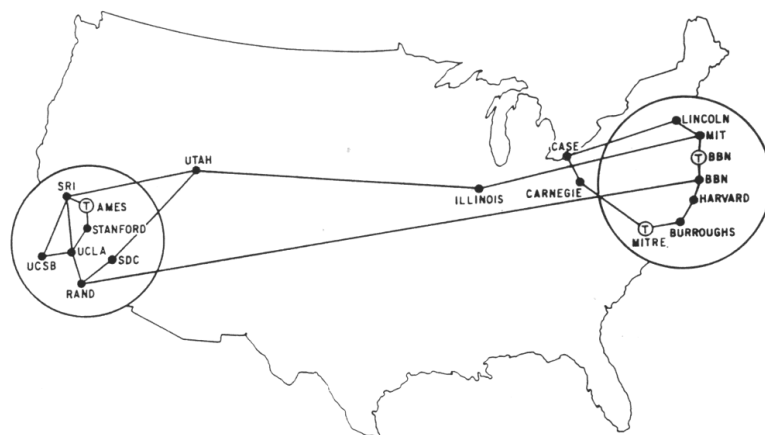 LINCOLN
MIT
CASE
T BBN
UTAH
BBN
SRI
ILLINOIS
CARNEGIE
T AMES
HARVARD
STANFORD
T
BURROUGHS
MITRE
UCLA
SDC
UCSB
RAND